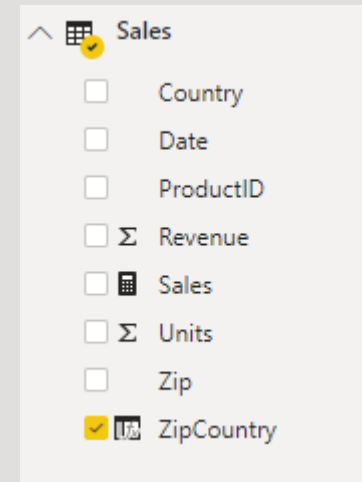 Sales
Country
Date
ProductID
Σ Revenue
Sales
Σ Units
Zip
ZipCountry